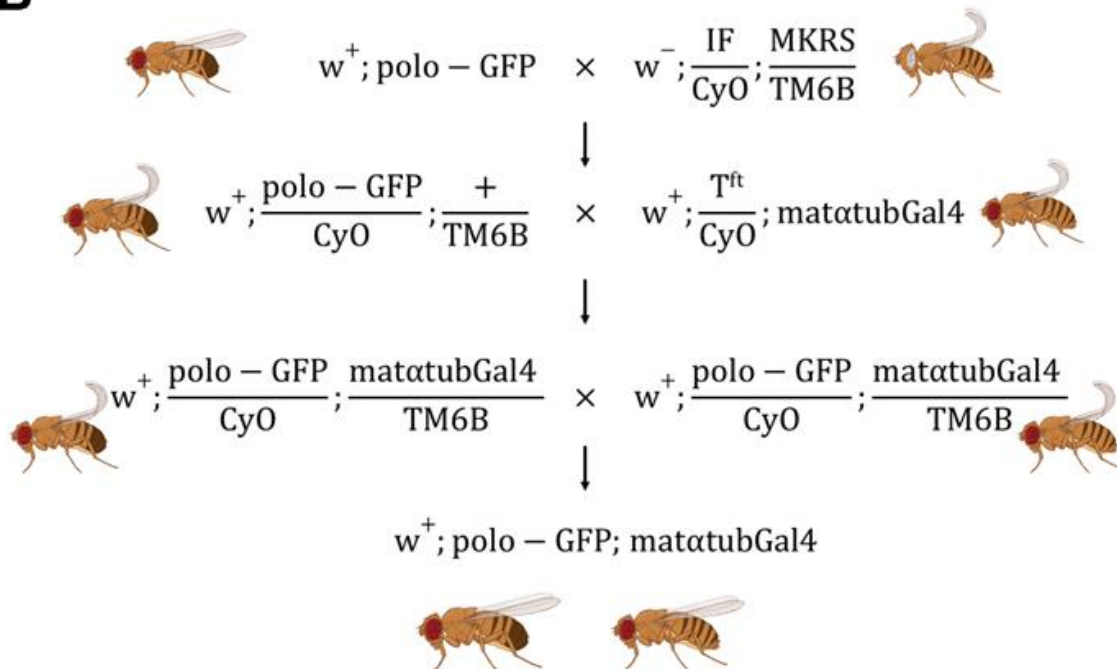 B
w⁺; polo − GFP × w⁻; IF/CyO; MKRS/TM6B
w⁺; polo − GFP/CyO; +/TM6B × w⁺; Tᶠᵗ/CyO; matαtubGal4
w⁺; polo − GFP/CyO; matαtubGal4/TM6B × w⁺; polo − GFP/CyO; matαtubGal4/TM6B
w⁺; polo − GFP; matαtubGal4